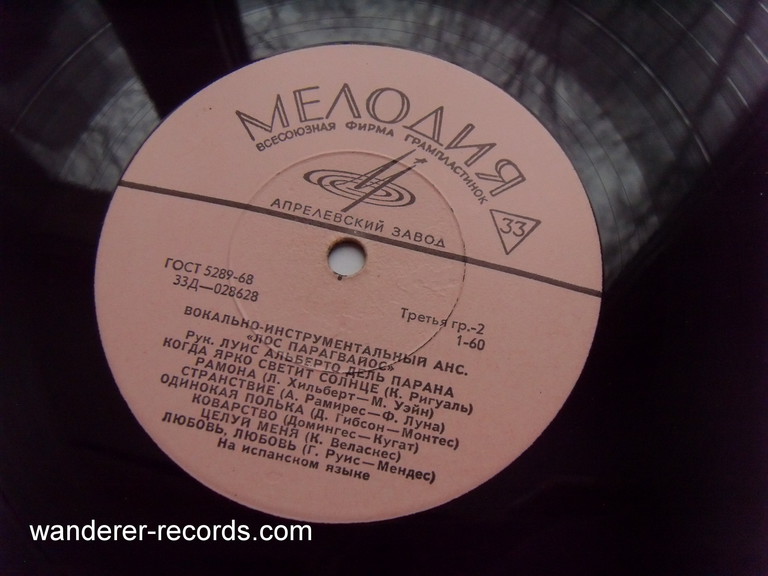 МЕЛОДИЯ
ВСЕСОЮЗНАЯ ФИРМА ГРАМПЛАСТИНОК
33
АПРЕЛЕВСКИЙ ЗАВОД
ГОСТ 5289-68
33Д—028628
Третья гр.-2
1-60
ВОКАЛЬНО-ИНСТРУМЕНТАЛЬНЫЙ АНС.
«ЛОС ПАРАГВАЙОС»
Рук. ЛУИС АЛЬБЕРТО ДЕЛЬ ПАРАНА
КОГДА ЯРКО СВЕТИТ СОЛНЦЕ (К. Ригуаль)
РАМОНА (Л. Хильберт—М. Уэйн)
СТРАНСТВИЕ (А. Рамирес—Ф. Луна)
ОДИНОКАЯ ПОЛЬКА (Д. Гибсон—Монтес)
КОВАРСТВО (Домингес—Кугат)
ЦЕЛУЙ МЕНЯ (К. Веласкес)
ЛЮБОВЬ, ЛЮБОВЬ (Г. Руис—Мендес)
На испанском языке
wanderer-records.com